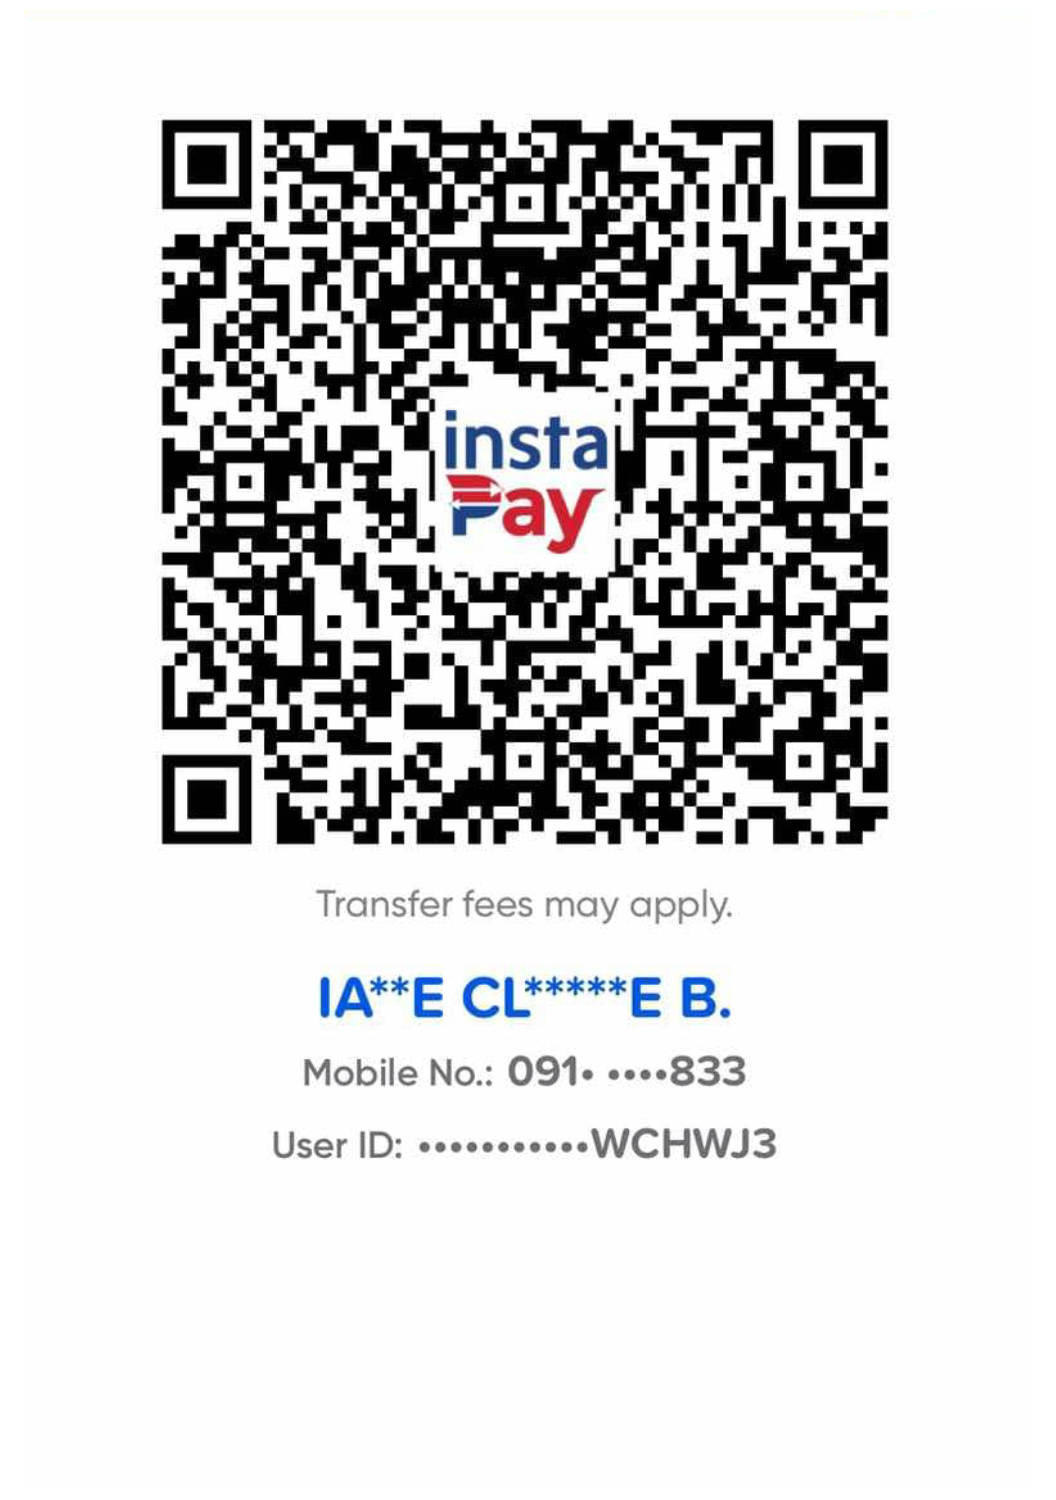 insta
Pay
Transfer fees may apply.
IA**E CL*****E B.
Mobile No.: 091• ••••833
User ID: •••••••••••WCHWJ3